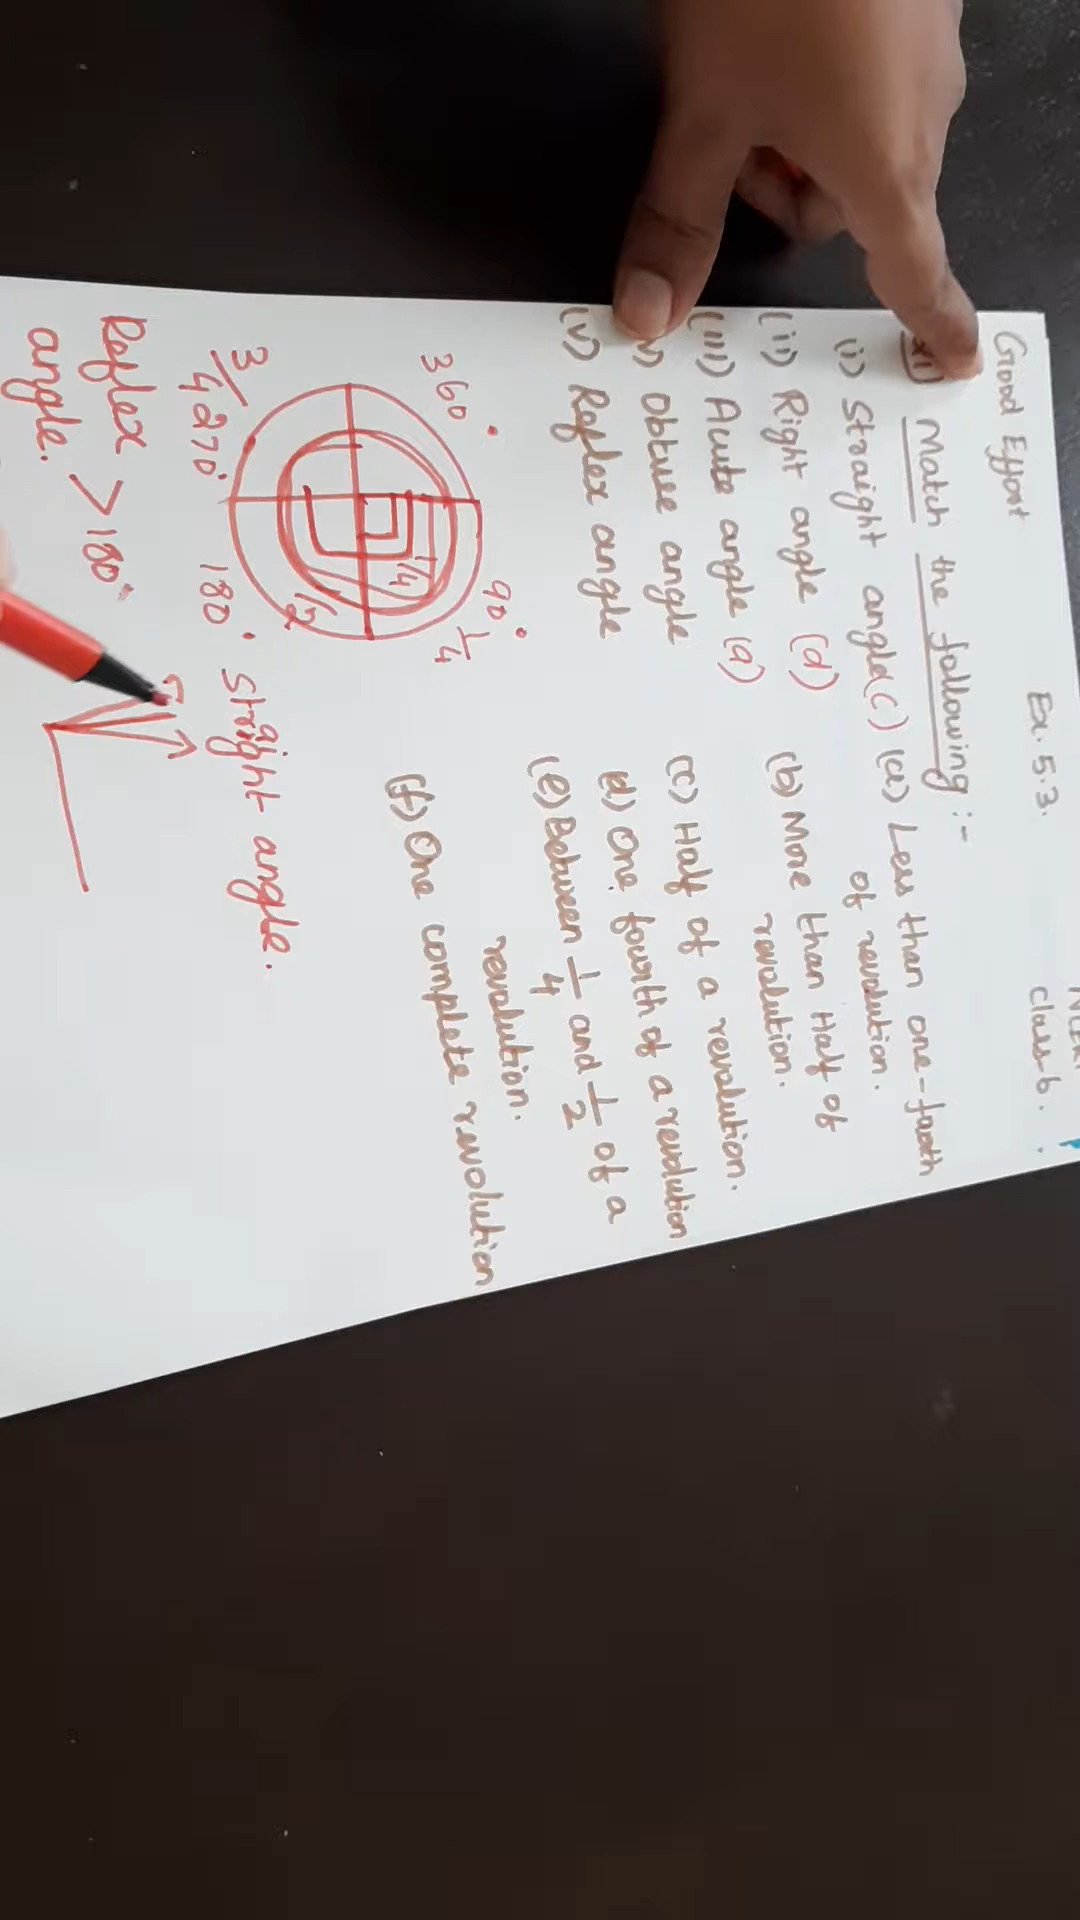 Good Effort
Ex. 5.3.
Class-6.
Match the following :-
(i) Straight angle (c) (a) Less than one-fourth
of revolution.
(ii) Right angle (d) (b) More than Half of
revolution.
(iii) Acute angle (a) (c) Half of a revolution.
Obtuse angle d) One fourth of a revolution
(v) Reflex angle (e) Between 1/4 and 1/2 of a
revolution.
(f) One complete revolution
360°
90° 1/4
1/4
1/2
3/4 270°
180° straight angle.
Reflex > 180°
angle.